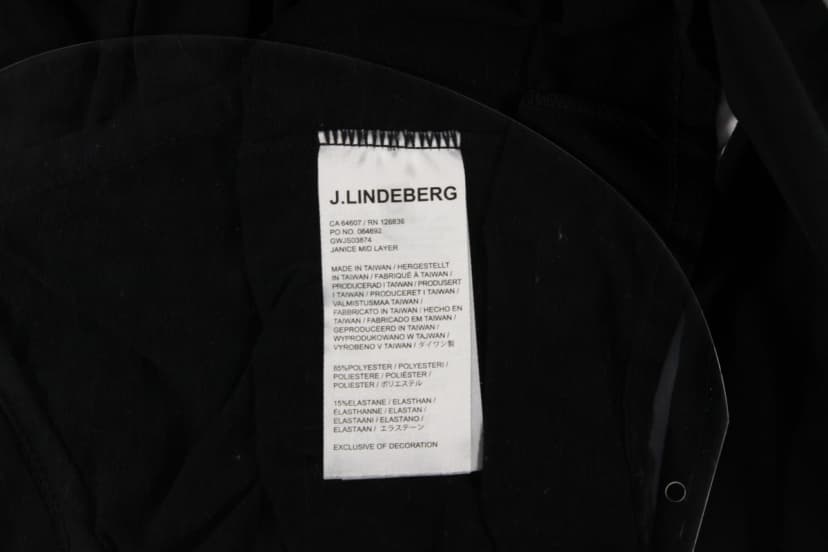 J.LINDEBERG
CA 64607 / RN 126836
PO NO. 064692
GWJS03874
JANICE MID LAYER
MADE IN TAIWAN / HERGESTELLT
IN TAIWAN / FABRIQUÉ À TAIWAN /
PRODUCERAD I TAIWAN / PRODUSERT
I TAIWAN / PRODUCERET I TAIWAN /
VALMISTUSMAA TAIWAN /
FABBRICATO IN TAIWAN / HECHO EN
TAIWAN / FABRICADO EM TAIWAN /
GEPRODUCEERD IN TAIWAN /
WYPRODUKOWANO W TAJWAN /
VYROBENO V TAIWAN / ダイワン製
85%POLYESTER / POLYESTERI /
POLIESTERE / POLIÉSTER /
POLIESTER / ポリエステル
15%ELASTANE / ELASTHAN /
ÉLASTHANNE / ELASTAN /
ELASTAANI / ELASTANO /
ELASTAAN / エラステーン
EXCLUSIVE OF DECORATION